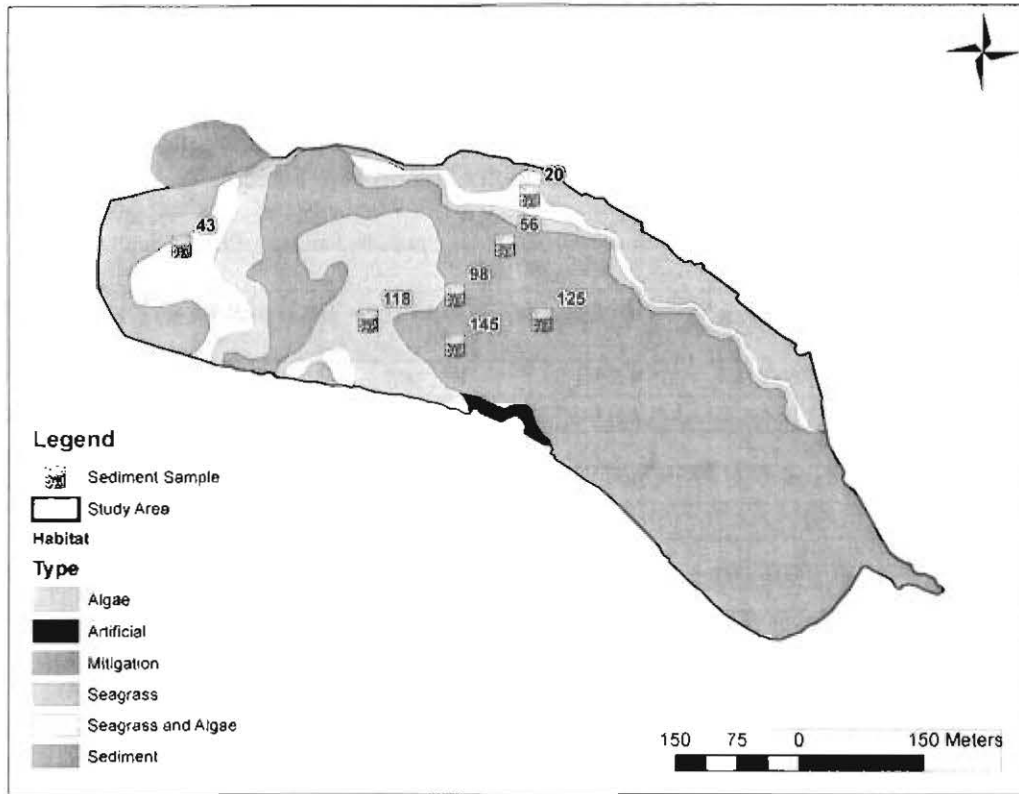 20
43
56
98
118
125
145
Legend
Sediment Sample
Study Area
Habitat
Type
Algae
Artificial
Mitigation
Seagrass
Seagrass and Algae
Sediment
150 75 0 150 Meters